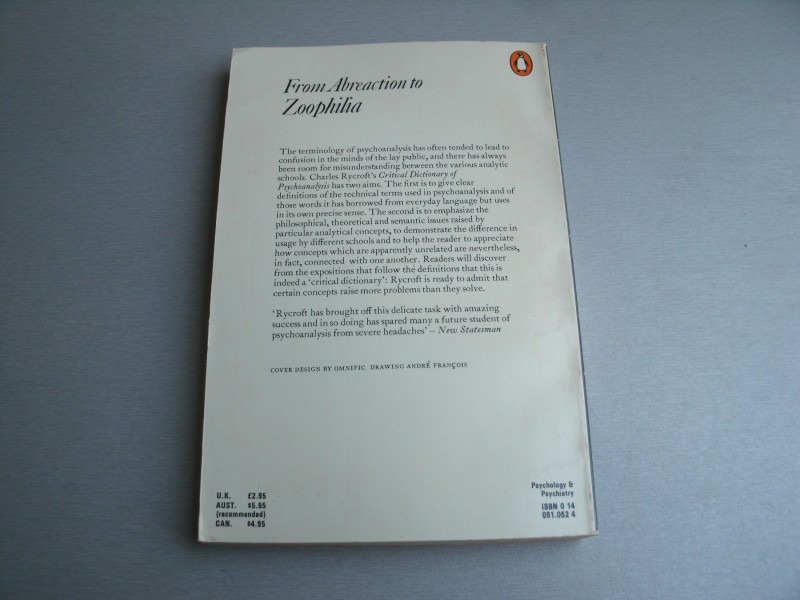 From Abreaction to
Zoophilia
The terminology of psychoanalysis has often tended to lead to
confusion in the minds of the lay public, and there has always
been room for misunderstanding between the various analytic
schools. Charles Rycroft's Critical Dictionary of
Psychoanalysis has two aims. The first is to give clear
definitions of the technical terms used in psychoanalysis and of
those words it has borrowed from everyday language but uses
in its own precise sense. The second is to emphasize the
philosophical, theoretical and semantic issues raised by
particular analytical concepts, to demonstrate the difference in
usage by different schools and to help the reader to appreciate
how concepts which are apparently unrelated are nevertheless,
in fact, connected with one another. Readers will discover
from the expositions that follow the definitions that this is
indeed a 'critical dictionary': Rycroft is ready to admit that
certain concepts raise more problems than they solve.
'Rycroft has brought off this delicate task with amazing
success and in so doing has spared many a future student of
psychoanalysis from severe headaches' – New Statesman
COVER DESIGN BY OMNIFIC DRAWING ANDRÉ FRANÇOIS
U.K. £2.95
AUST. $5.95
(recommended)
CAN. $4.95
Psychology &
Psychiatry
ISBN 0 14
051.052 4